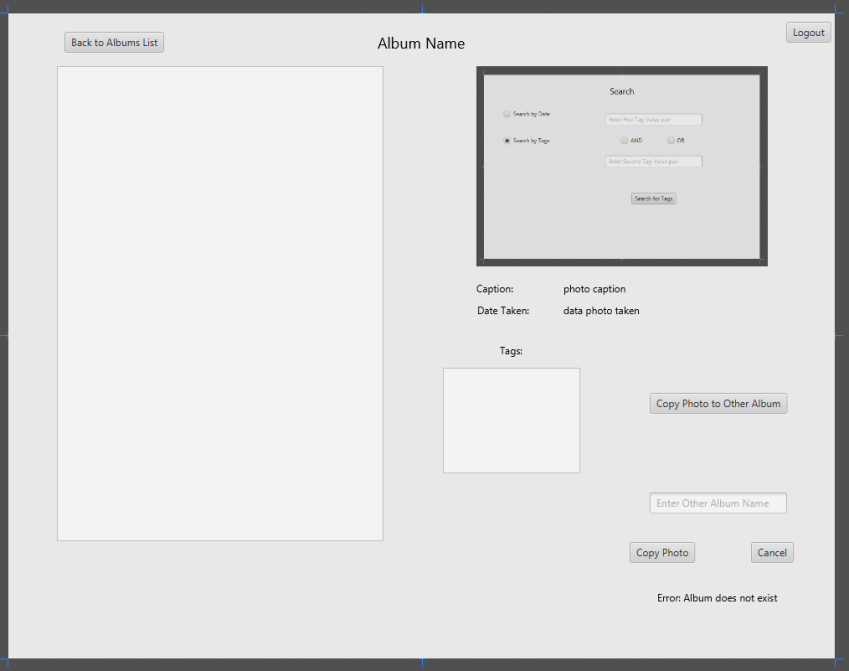 Back to Albums List
Album Name
Logout
Search
Search by Date
Enter First Tag-Value pair
Search by Tags
AND
OR
Enter Second Tag-Value pair
Search for Tags
Caption:
photo caption
Date Taken:
data photo taken
Tags:
Copy Photo to Other Album
Enter Other Album Name
Copy Photo
Cancel
Error: Album does not exist